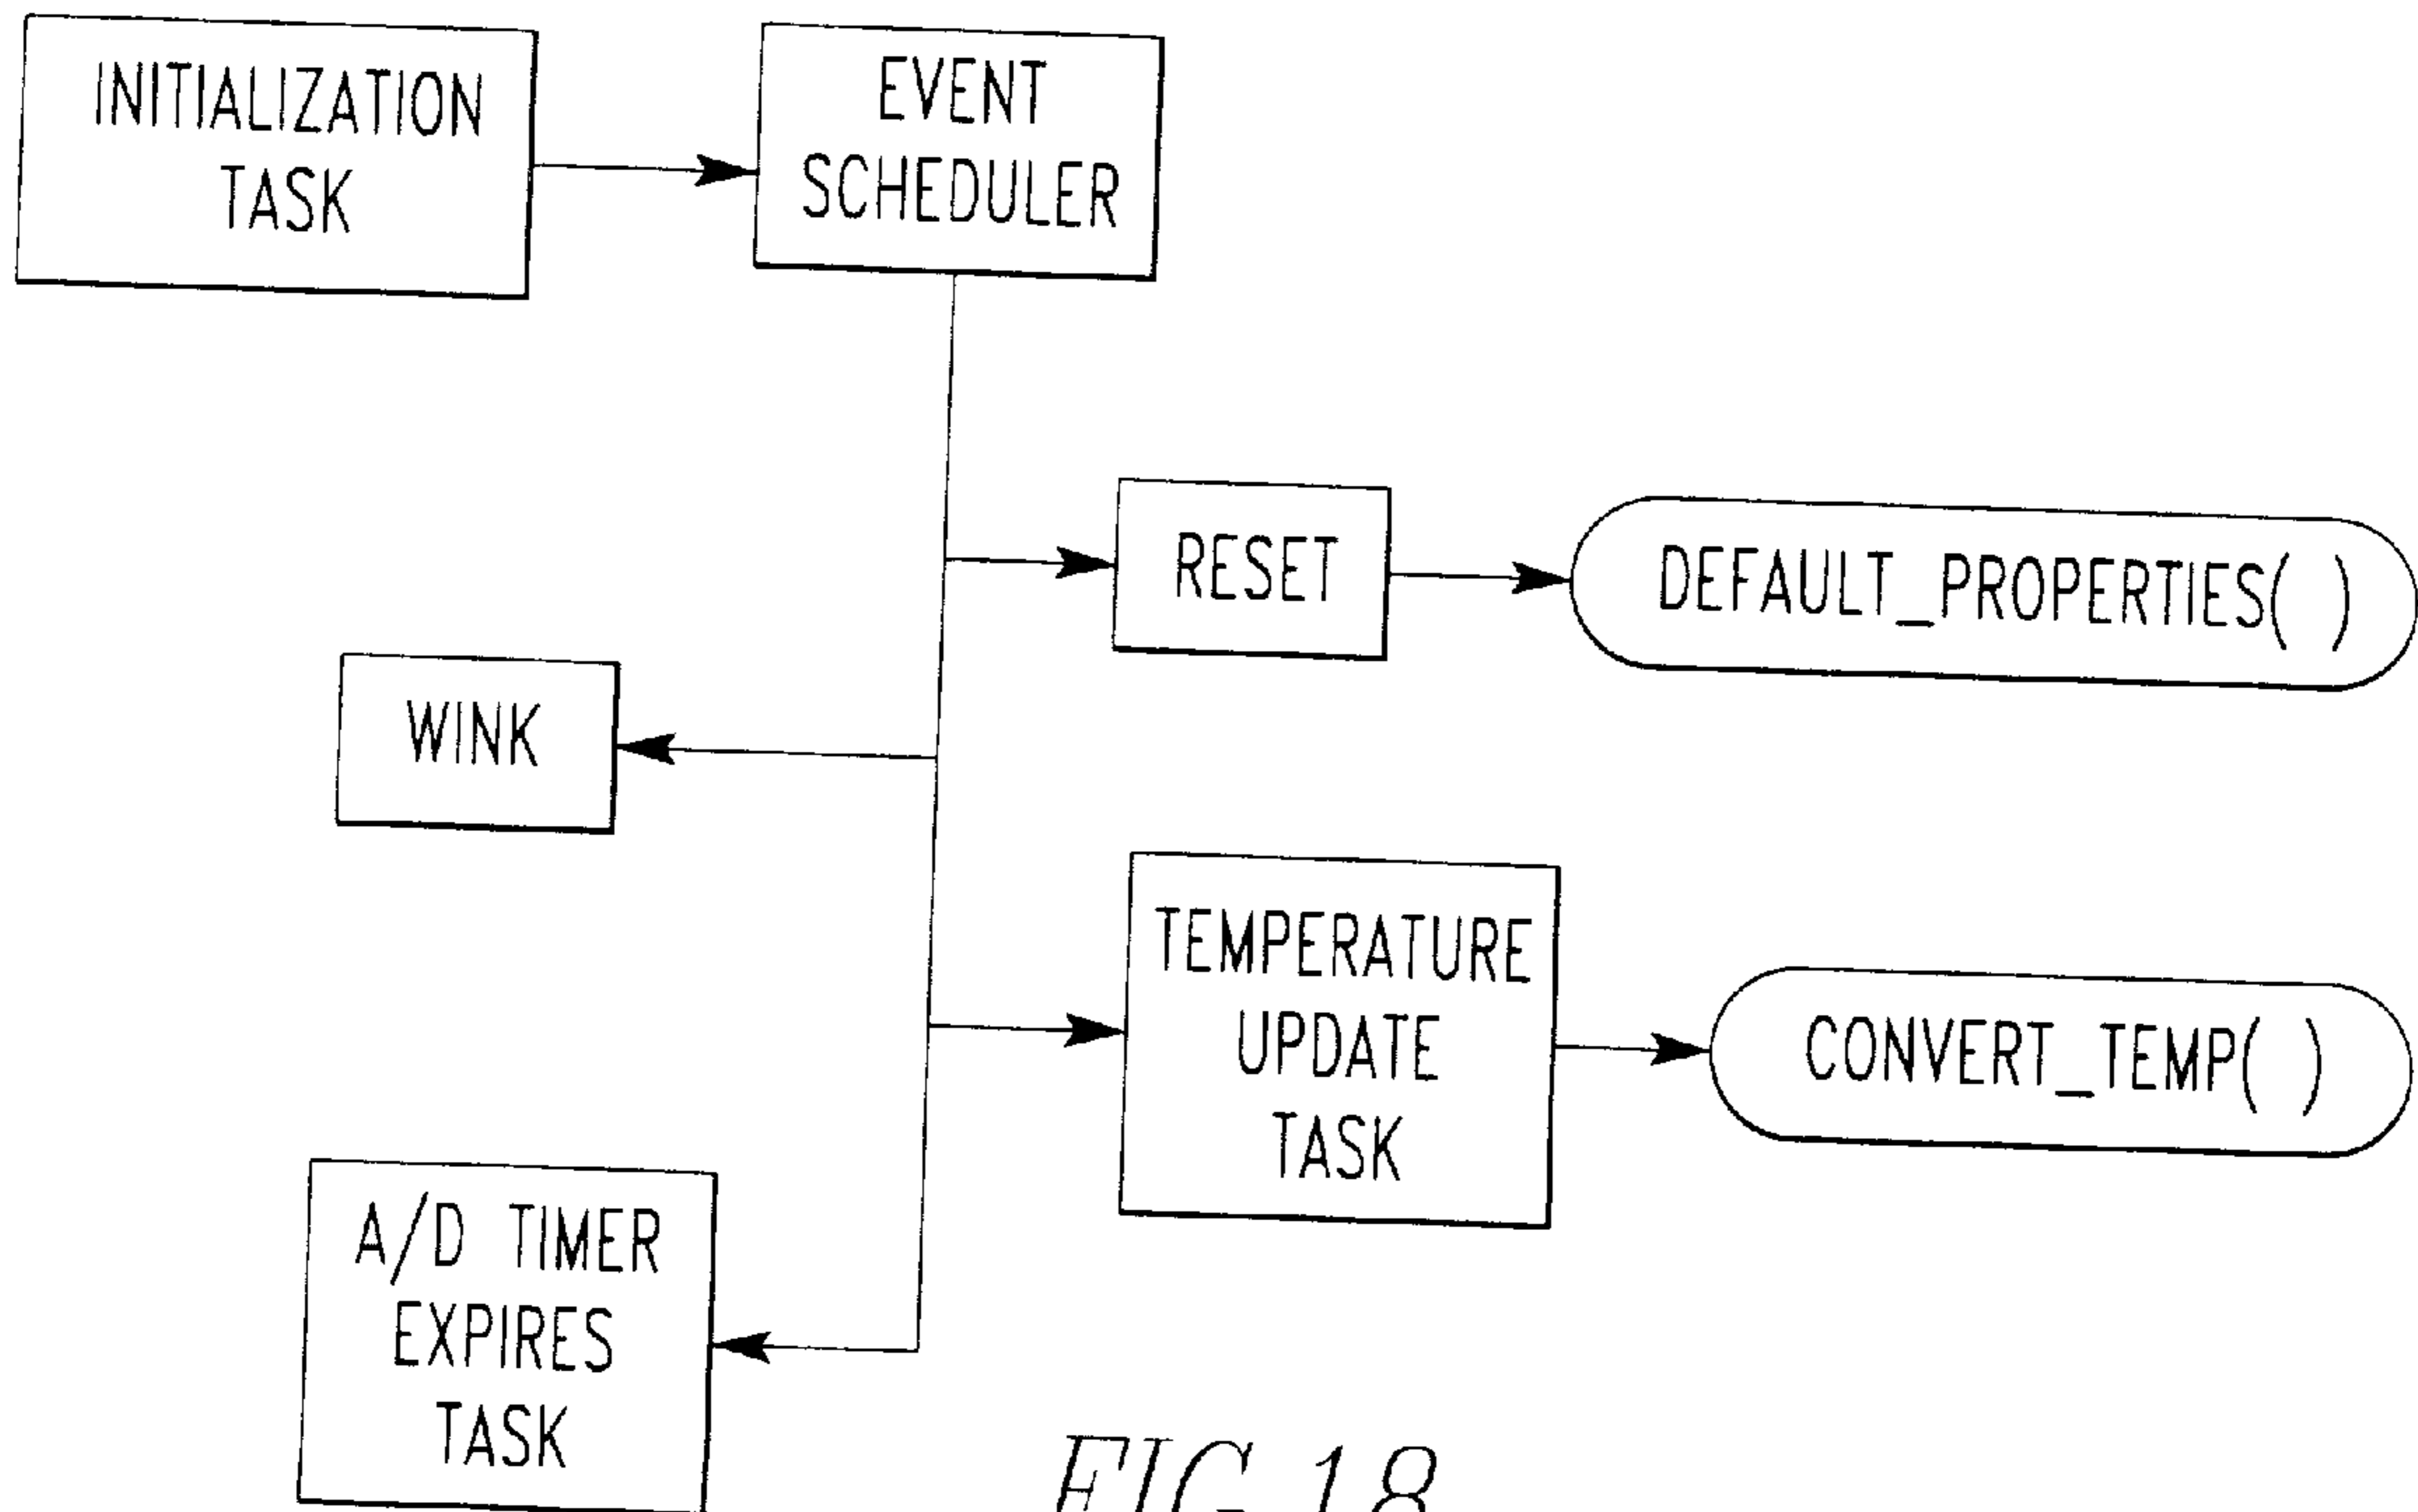 INITIALIZATION
TASK
EVENT
SCHEDULER
RESET
DEFAULT_PROPERTIES( )
WINK
TEMPERATURE
UPDATE
TASK
CONVERT_TEMP( )
A/D TIMER
EXPIRES
TASK
FIG.18